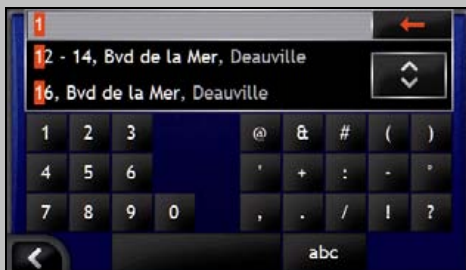 1
12 - 14, Bvd de la Mer, Deauville
16, Bvd de la Mer, Deauville
1 2 3 @ & # ( )
4 5 6 ' + : - °
7 8 9 0 , . / ! ?
abc